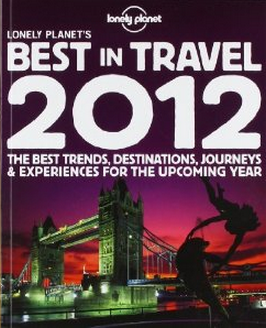 lonely planet
LONELY PLANET'S
BEST IN TRAVEL
2012
THE BEST TRENDS, DESTINATIONS, JOURNEYS
& EXPERIENCES FOR THE UPCOMING YEAR